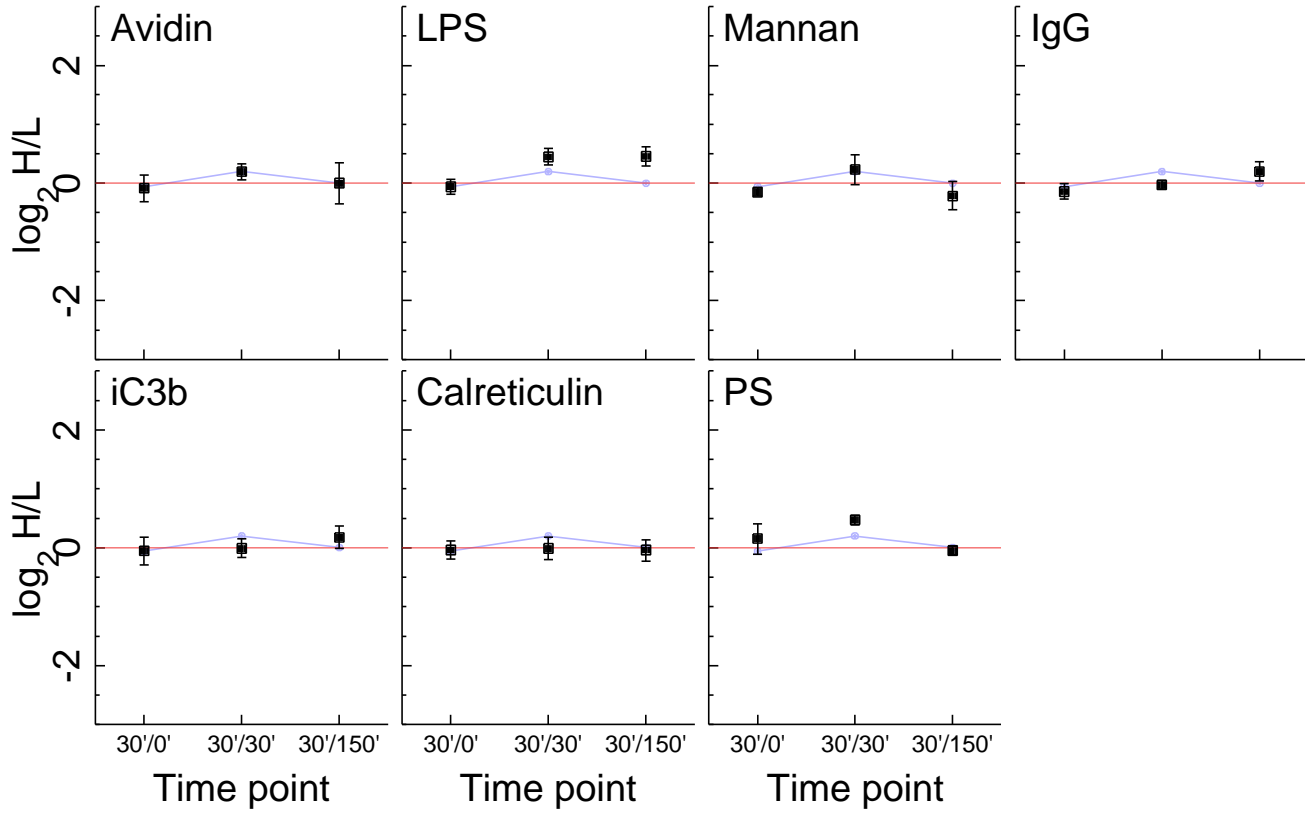 Avidin
LPS
Mannan
IgG
log2 H/L
2
0
-2
iC3b
Calreticulin
PS
log2 H/L
2
0
-2
30'/0' 30'/30' 30'/150'
30'/0' 30'/30' 30'/150'
30'/0' 30'/30' 30'/150'
Time point
Time point
Time point